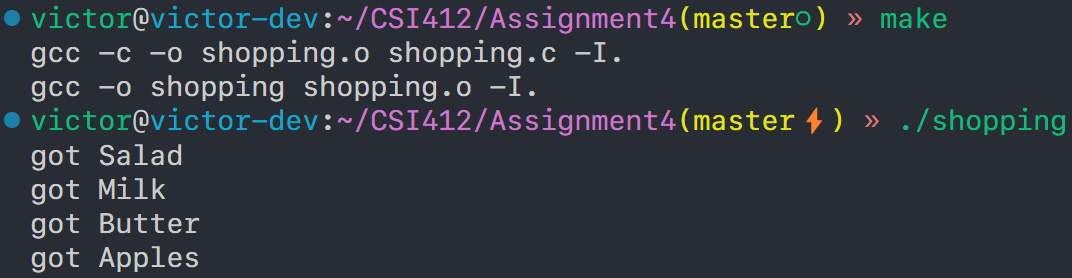 victor@victor-dev:~/CSI412/Assignment4(master○) » make
gcc -c -o shopping.o shopping.c -I.
gcc -o shopping shopping.o -I.
victor@victor-dev:~/CSI412/Assignment4(master⚡) » ./shopping
got Salad
got Milk
got Butter
got Apples